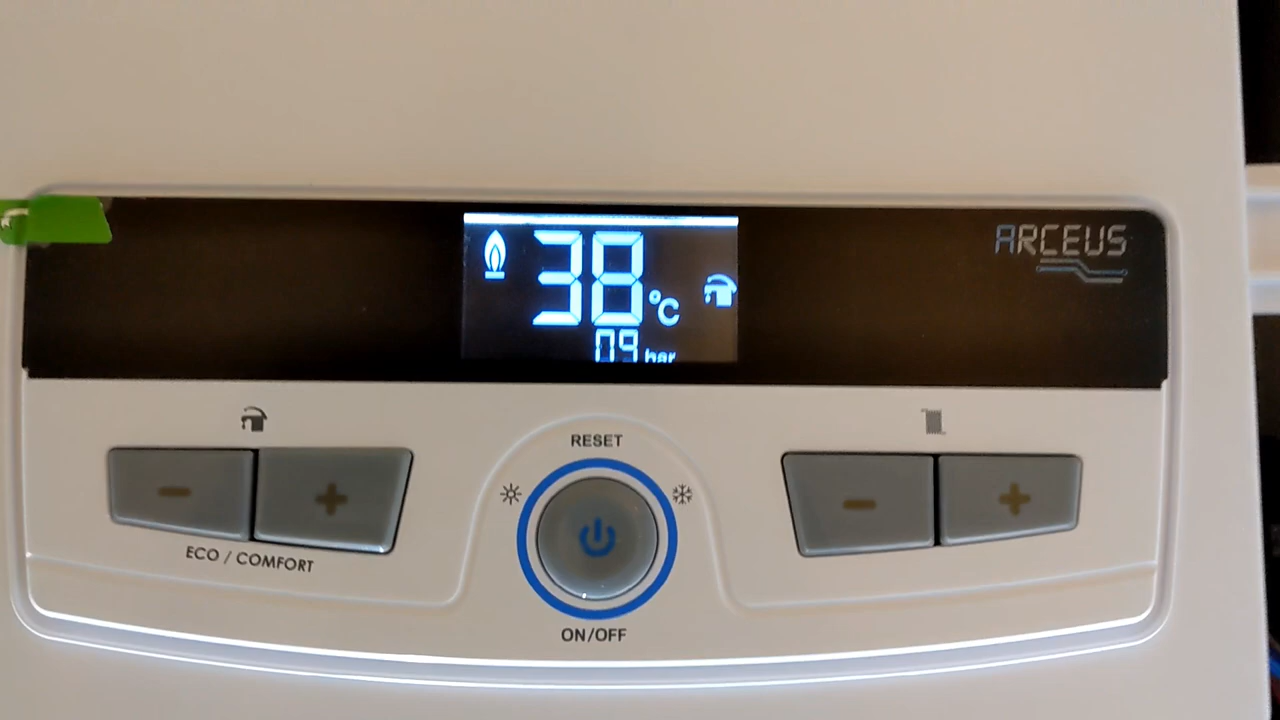 ARCEUS
38 °C
09 bar
RESET
ECO / COMFORT
ON/OFF